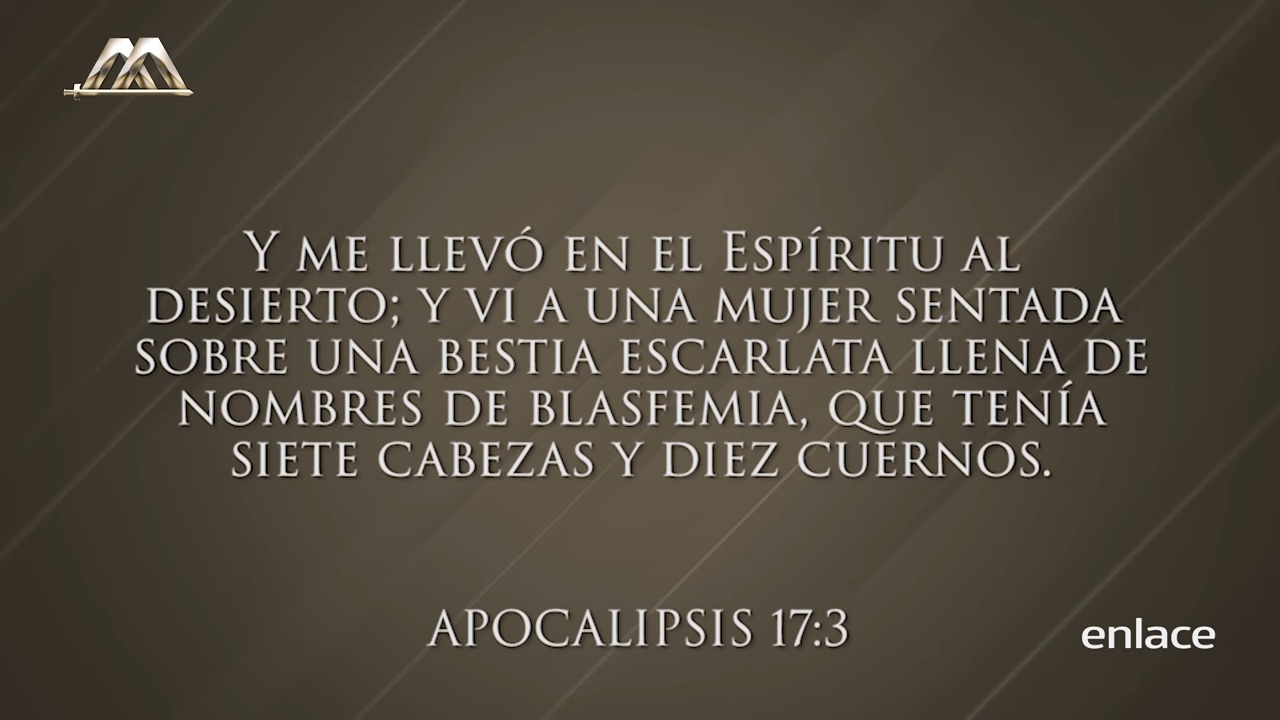 Y ME LLEVÓ EN EL ESPÍRITU AL
DESIERTO; Y VI A UNA MUJER SENTADA
SOBRE UNA BESTIA ESCARLATA LLENA DE
NOMBRES DE BLASFEMIA, QUE TENÍA
SIETE CABEZAS Y DIEZ CUERNOS.
APOCALIPSIS 17:3
enlace